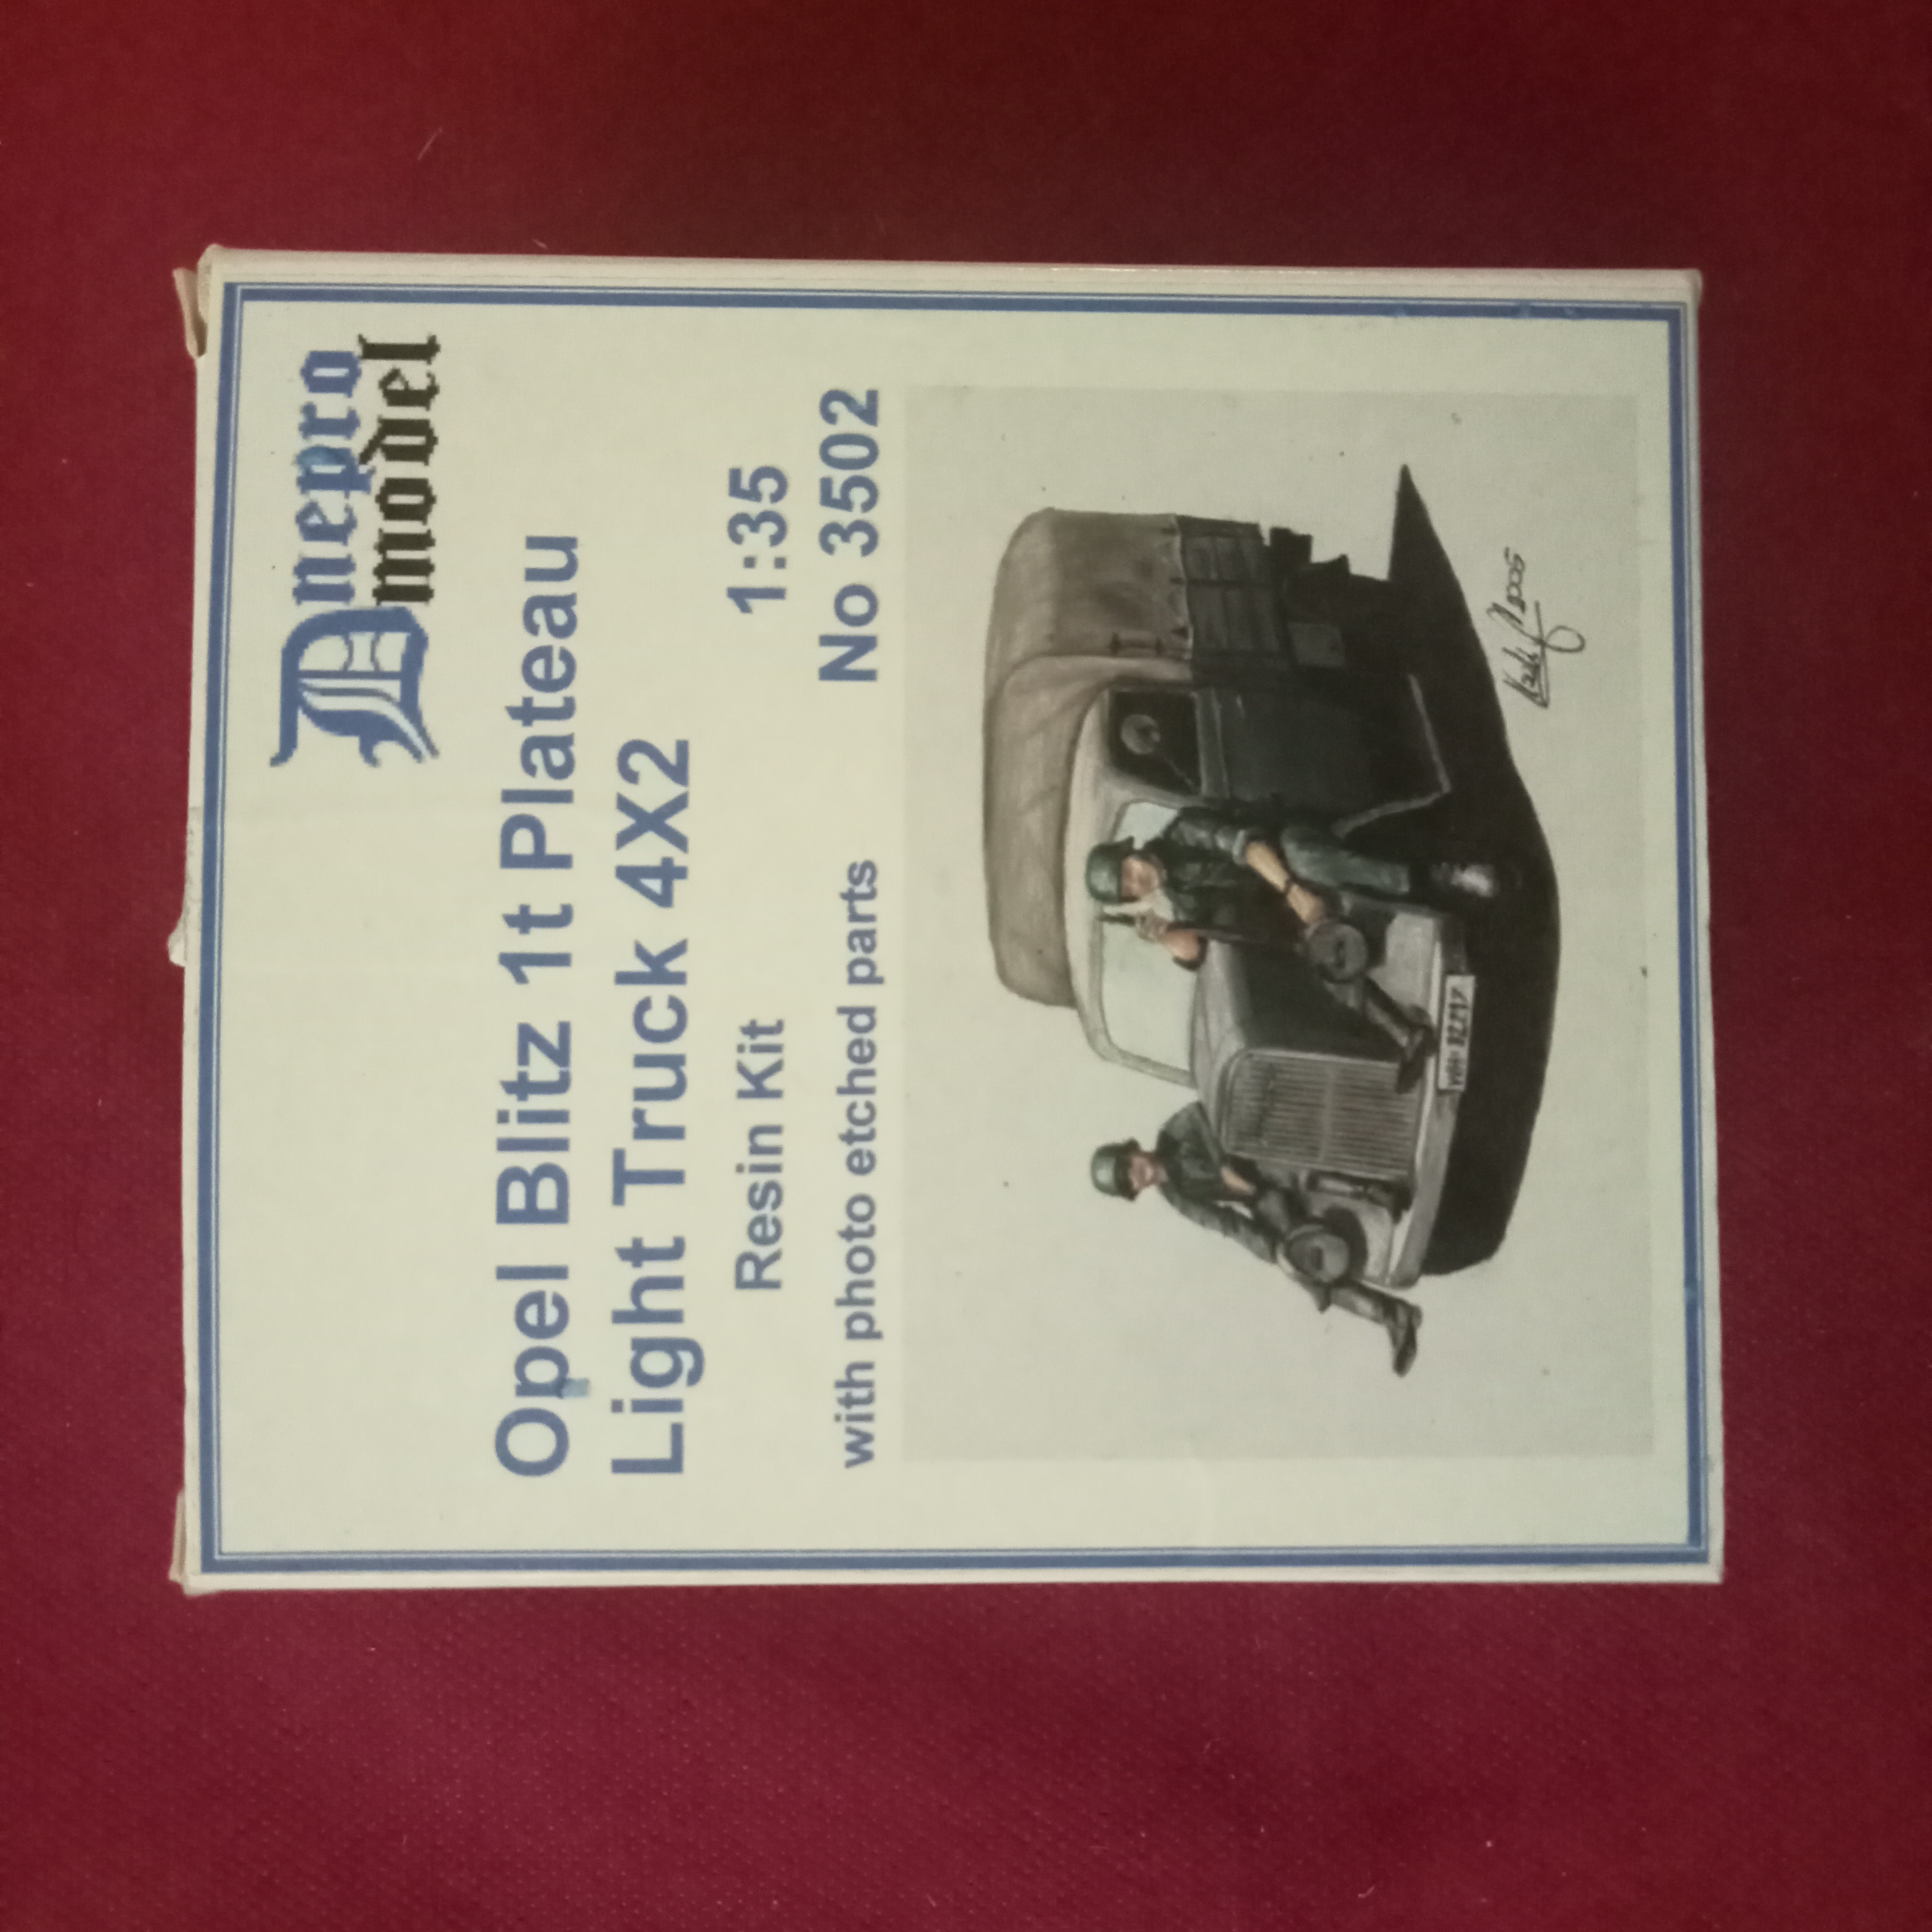 Dnepro
model
Opel Blitz 1t Plateau
Light Truck 4X2
Resin Kit 1:35
with photo etched parts No 3502
2005